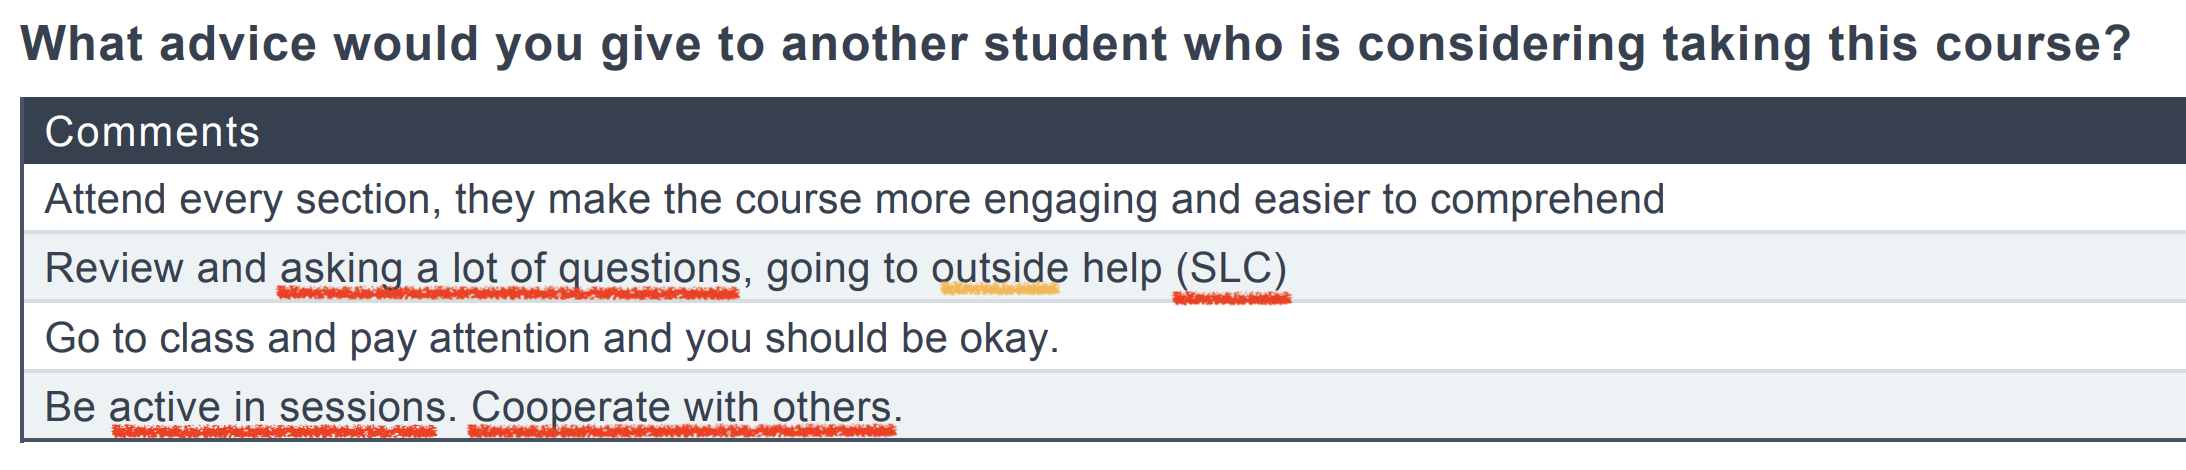 What advice would you give to another student who is considering taking this course?
Comments
Attend every section, they make the course more engaging and easier to comprehend
Review and asking a lot of questions, going to outside help (SLC)
Go to class and pay attention and you should be okay.
Be active in sessions. Cooperate with others.